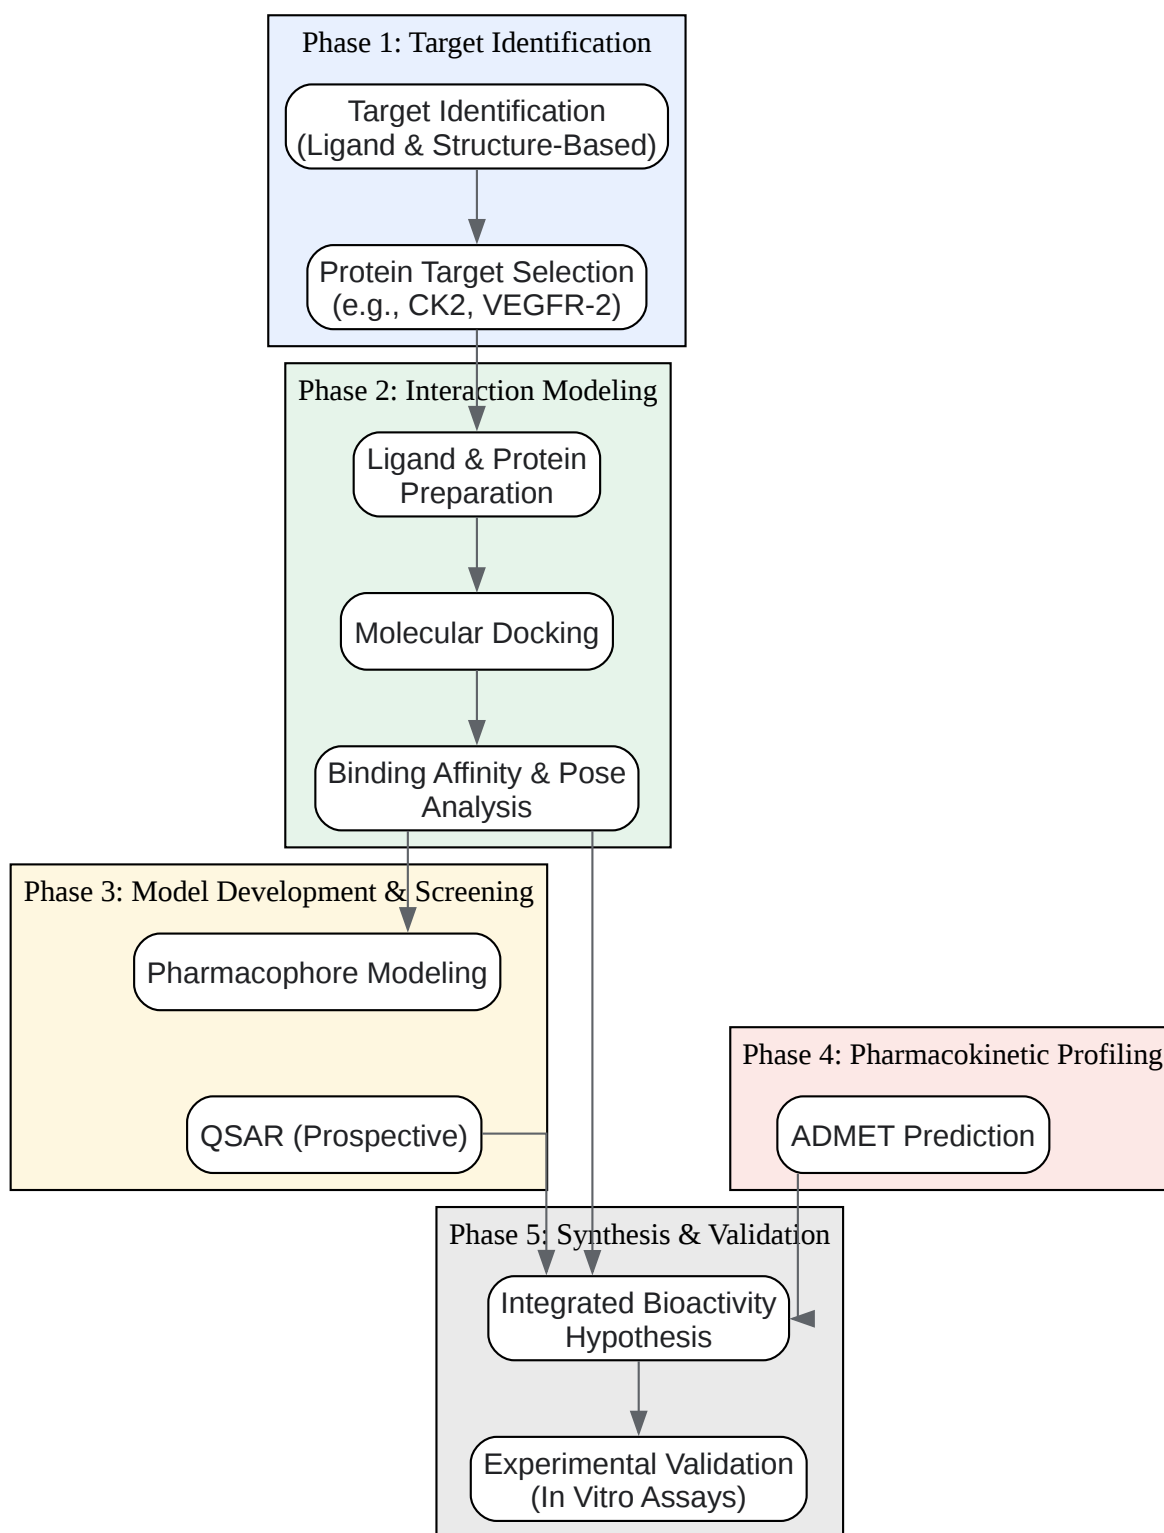 Phase 1: Target Identification
Target Identification
(Ligand & Structure-Based)
Protein Target Selection
(e.g., CK2, VEGFR-2)
Phase 2: Interaction Modeling
Ligand & Protein
Preparation
Molecular Docking
Binding Affinity & Pose
Analysis
Phase 3: Model Development & Screening
Pharmacophore Modeling
QSAR (Prospective)
Phase 4: Pharmacokinetic Profiling
ADMET Prediction
Phase 5: Synthesis & Validation
Integrated Bioactivity
Hypothesis
Experimental Validation
(In Vitro Assays)